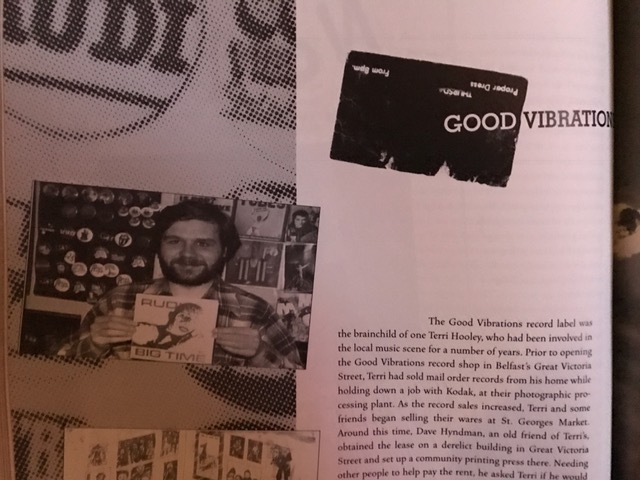 RUDI
From 8pm.
Proper Dress
GOOD VIBRATION
RUDI
BIG TIME
The Good Vibrations record label was
the brainchild of one Terri Hooley, who had been involved in
the local music scene for a number of years. Prior to opening
the Good Vibrations record shop in Belfast's Great Victoria
Street, Terri had sold mail order records from his home while
holding down a job with Kodak, at their photographic pro-
cessing plant. As the record sales increased, Terri and some
friends began selling their wares at St. Georges Market.
Around this time, Dave Hyndman, an old friend of Terri's,
obtained the lease on a derelict building in Great Victoria
Street and set up a community printing press there. Needing
other people to help pay the rent, he asked Terri if he would